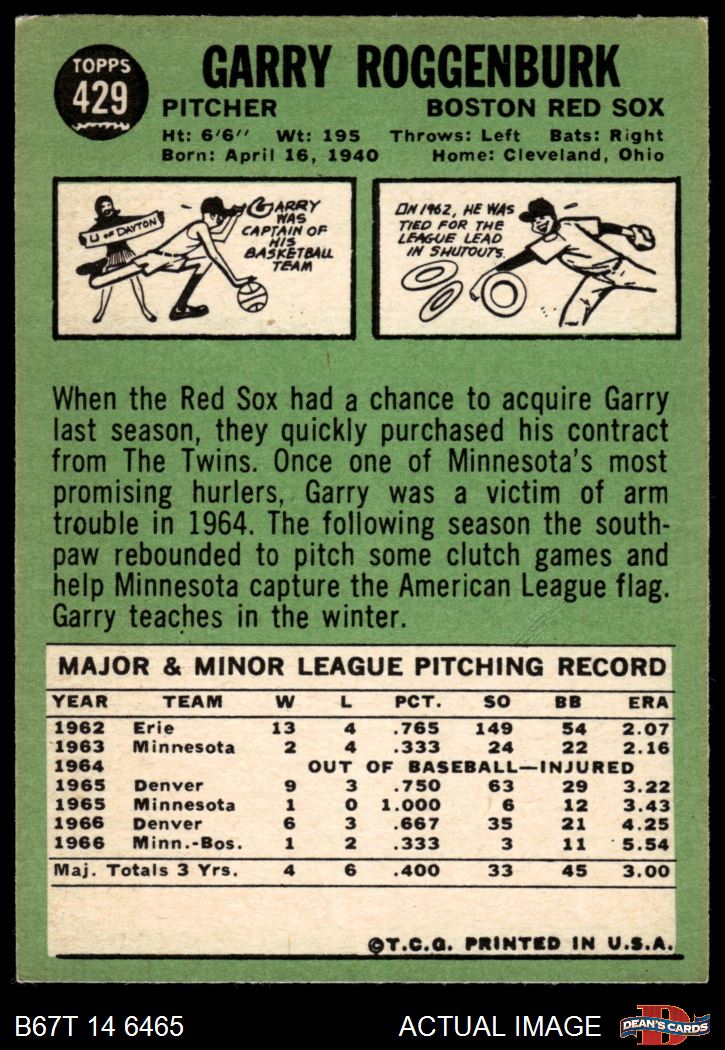 TOPPS
429
GARRY ROGGENBURK
PITCHER BOSTON RED SOX
Ht: 6'6'' Wt: 195 Throws: Left Bats: Right
Born: April 16, 1940 Home: Cleveland, Ohio
U OF DAYTON
GARRY
WAS
CAPTAIN OF
HIS
BASKETBALL
TEAM
IN 1962, HE WAS
TIED FOR THE
LEAGUE LEAD
IN SHUTOUTS.
When the Red Sox had a chance to acquire Garry
last season, they quickly purchased his contract
from The Twins. Once one of Minnesota's most
promising hurlers, Garry was a victim of arm
trouble in 1964. The following season the south-
paw rebounded to pitch some clutch games and
help Minnesota capture the American League flag.
Garry teaches in the winter.
MAJOR & MINOR LEAGUE PITCHING RECORD
YEAR TEAM W L PCT. SO BB ERA
1962 Erie 13 4 .765 149 54 2.07
1963 Minnesota 2 4 .333 24 22 2.16
1964 OUT OF BASEBALL—INJURED
1965 Denver 9 3 .750 63 29 3.22
1965 Minnesota 1 0 1.000 6 12 3.43
1966 Denver 6 3 .667 35 21 4.25
1966 Minn.-Bos. 1 2 .333 3 11 5.54
Maj. Totals 3 Yrs. 4 6 .400 33 45 3.00
©T.C.G. PRINTED IN U.S.A.
B67T 14 6465 ACTUAL IMAGE D DEAN'S CARDS